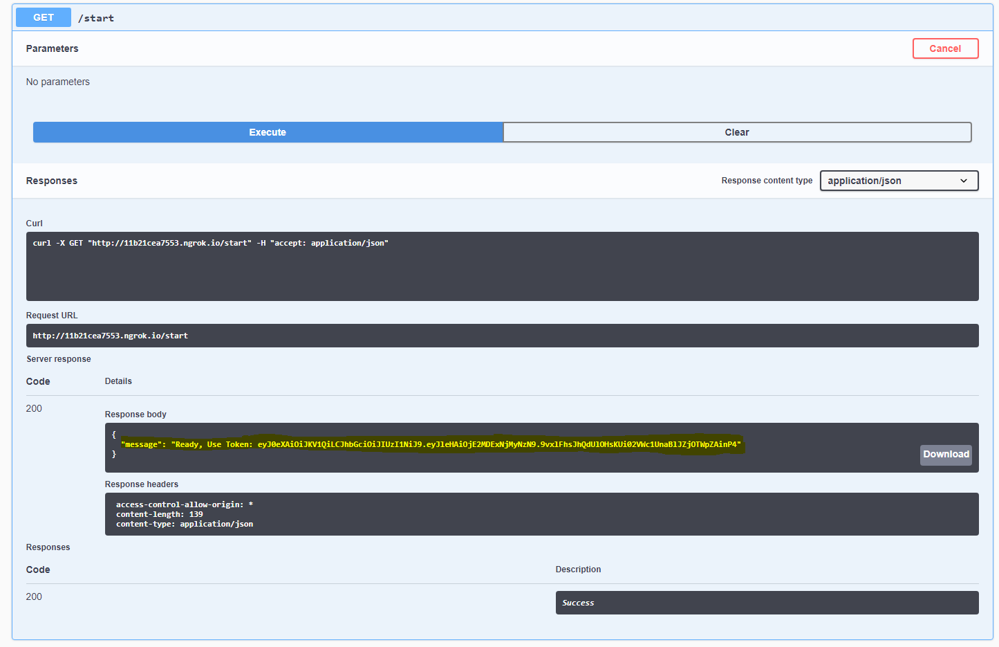 GET /start
Parameters Cancel
No parameters
Execute Clear
Responses Response content type application/json
Curl
curl -X GET "http://11b21cea7553.ngrok.io/start" -H "accept: application/json"
Request URL
http://11b21cea7553.ngrok.io/start
Server response
Code Details
200
Response body
{
"message": "Ready, Use Token: eyJ0eXAiOiJKV1QiLCJhbGciOiJIUzI1NiJ9.eyJleHAiOjE2MDExNjMyNzN9.9vxlFhsJhQdUlOHsKUi02VWc1UnaBlJZjOTWpZAinP4"
}
Download
Response headers
access-control-allow-origin: *
content-length: 139
content-type: application/json
Responses
Code Description
200
Success